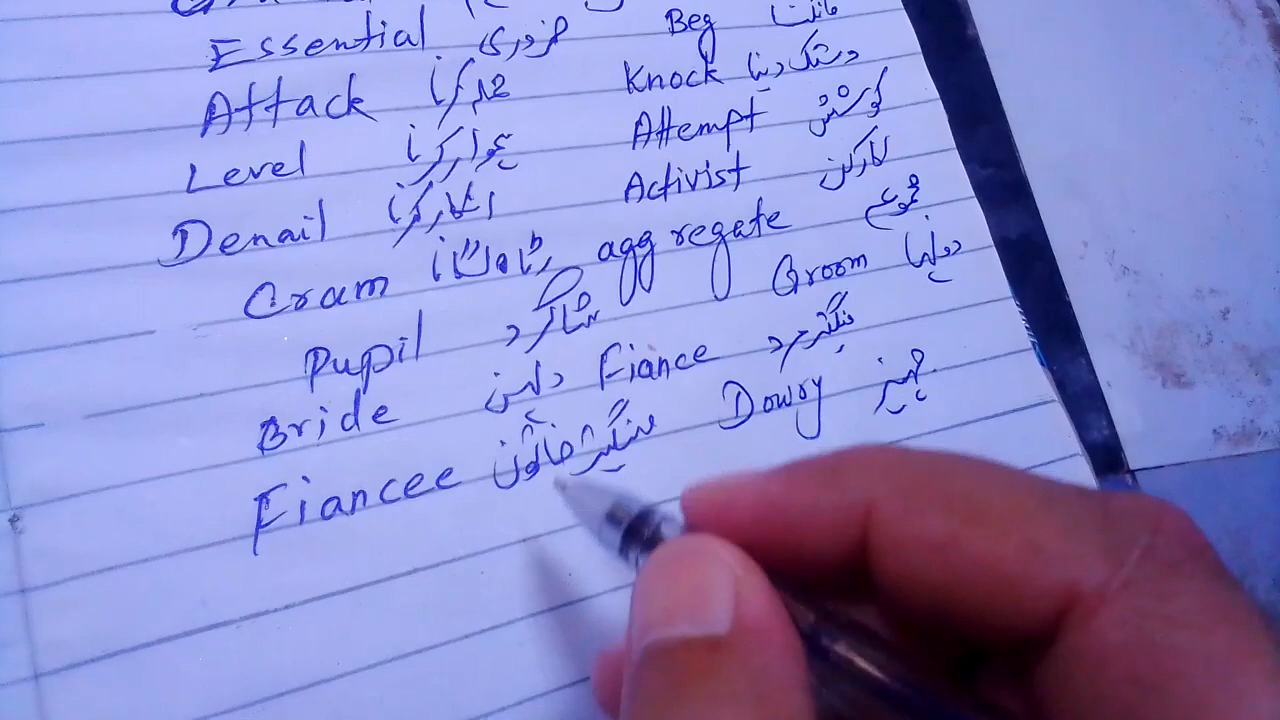 Essential ضروری Beg مانگنا
Attack حملہ کرنا Knock دستک دینا
Level ہموار کرنا Attempt کوشش
Denail انکار کرنا Activist کارکن
Cram رٹا لگانا aggregate مجموعہ
Pupil شاگرد Groom دولہا
Bride دلہن Fiance منگیتر مرد
Fiancee منگیتر خاتون Dowry جہیز